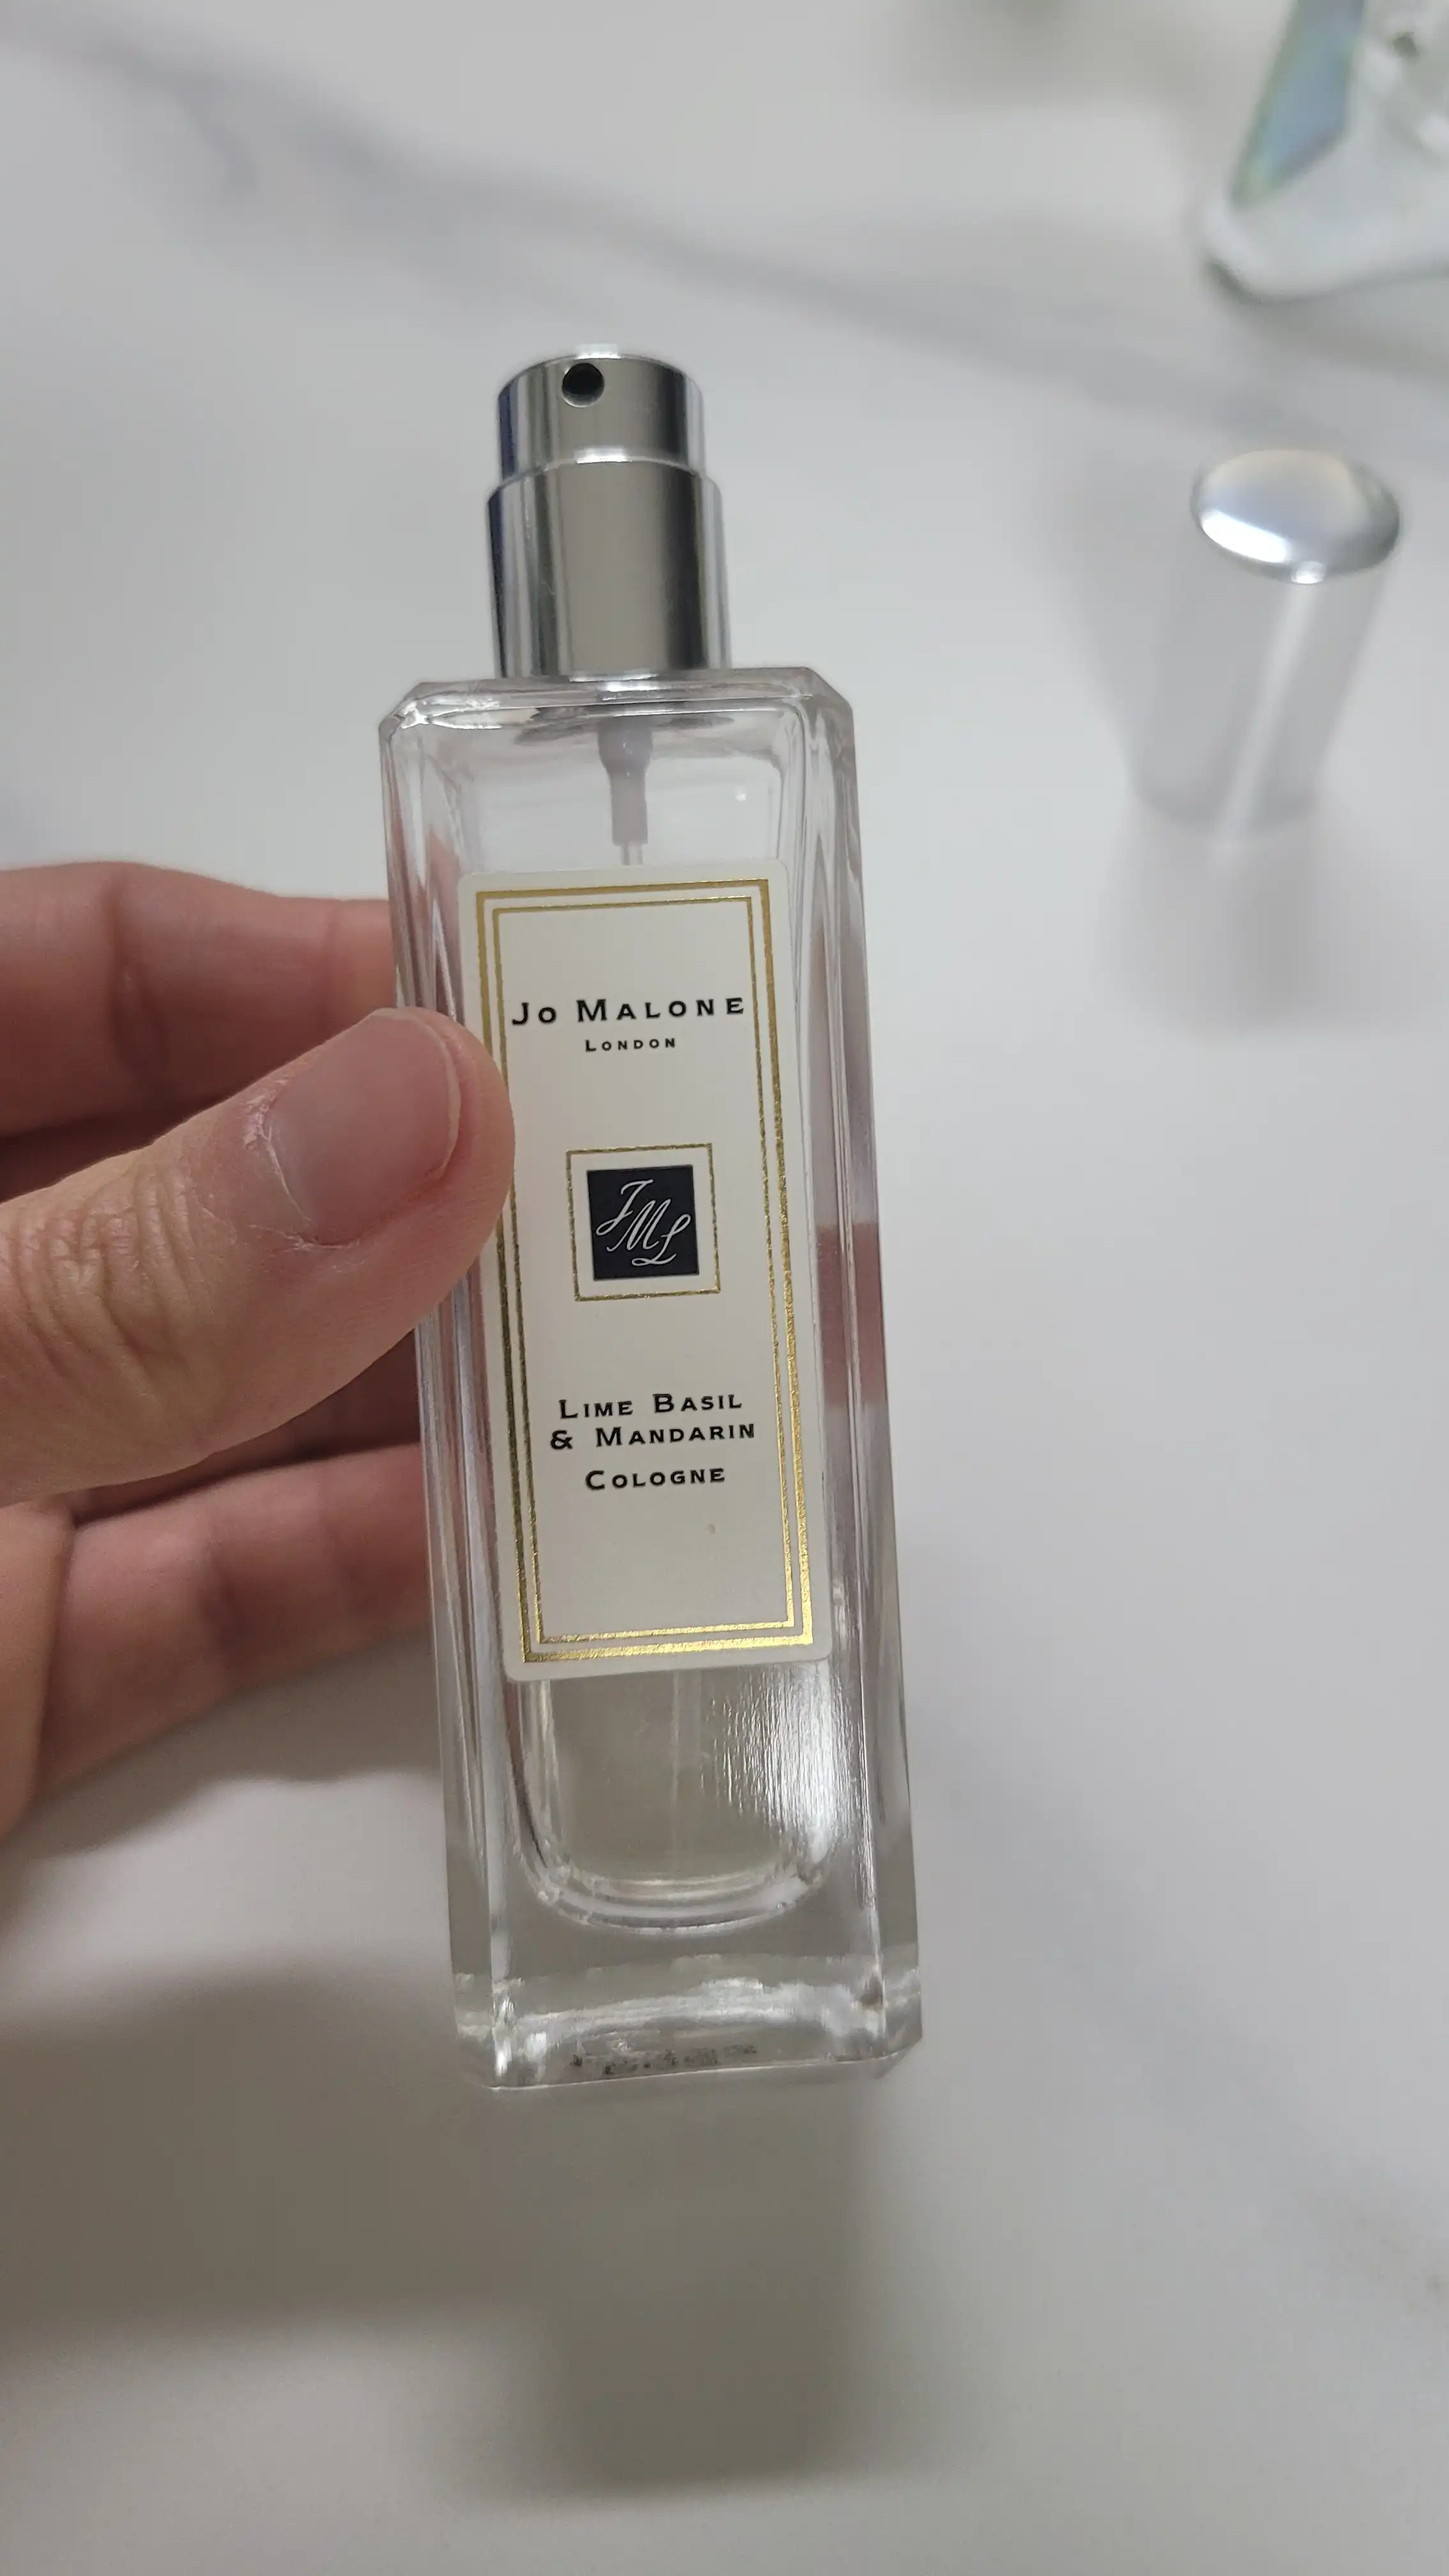 Jo Malone
London
JML
Lime Basil
& Mandarin
Cologne